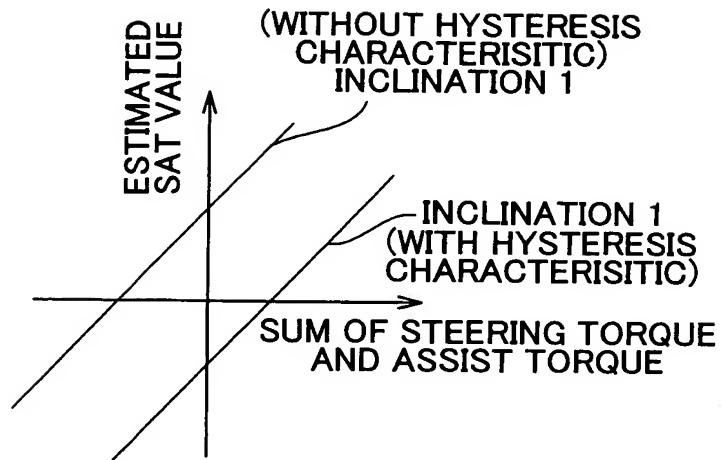 (WITHOUT HYSTERESIS
CHARACTERISITIC)
INCLINATION 1
ESTIMATED
SAT VALUE
INCLINATION 1
(WITH HYSTERESIS
CHARACTERISITIC)
SUM OF STEERING TORQUE
AND ASSIST TORQUE